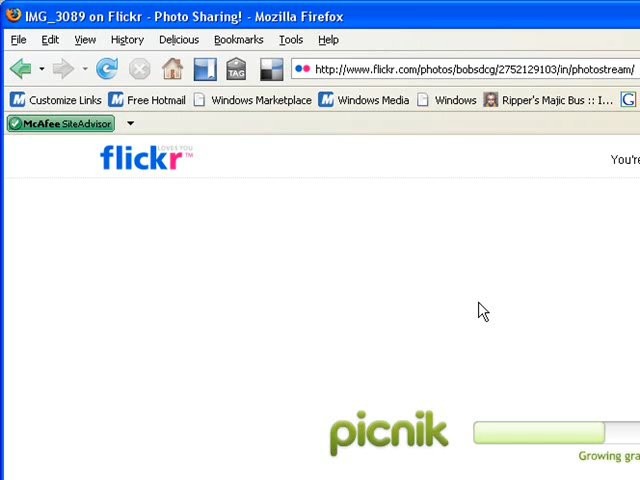 IMG_3089 on Flickr - Photo Sharing! - Mozilla Firefox
File Edit View History Delicious Bookmarks Tools Help
TAG http://www.flickr.com/photos/bobsdcg/2752129103/in/photostream/
Customize Links Free Hotmail Windows Marketplace Windows Media Windows Ripper's Majic Bus :: I... G
McAfee SiteAdvisor
LOVES YOU
flickr™ You're
picnik
Growing gra